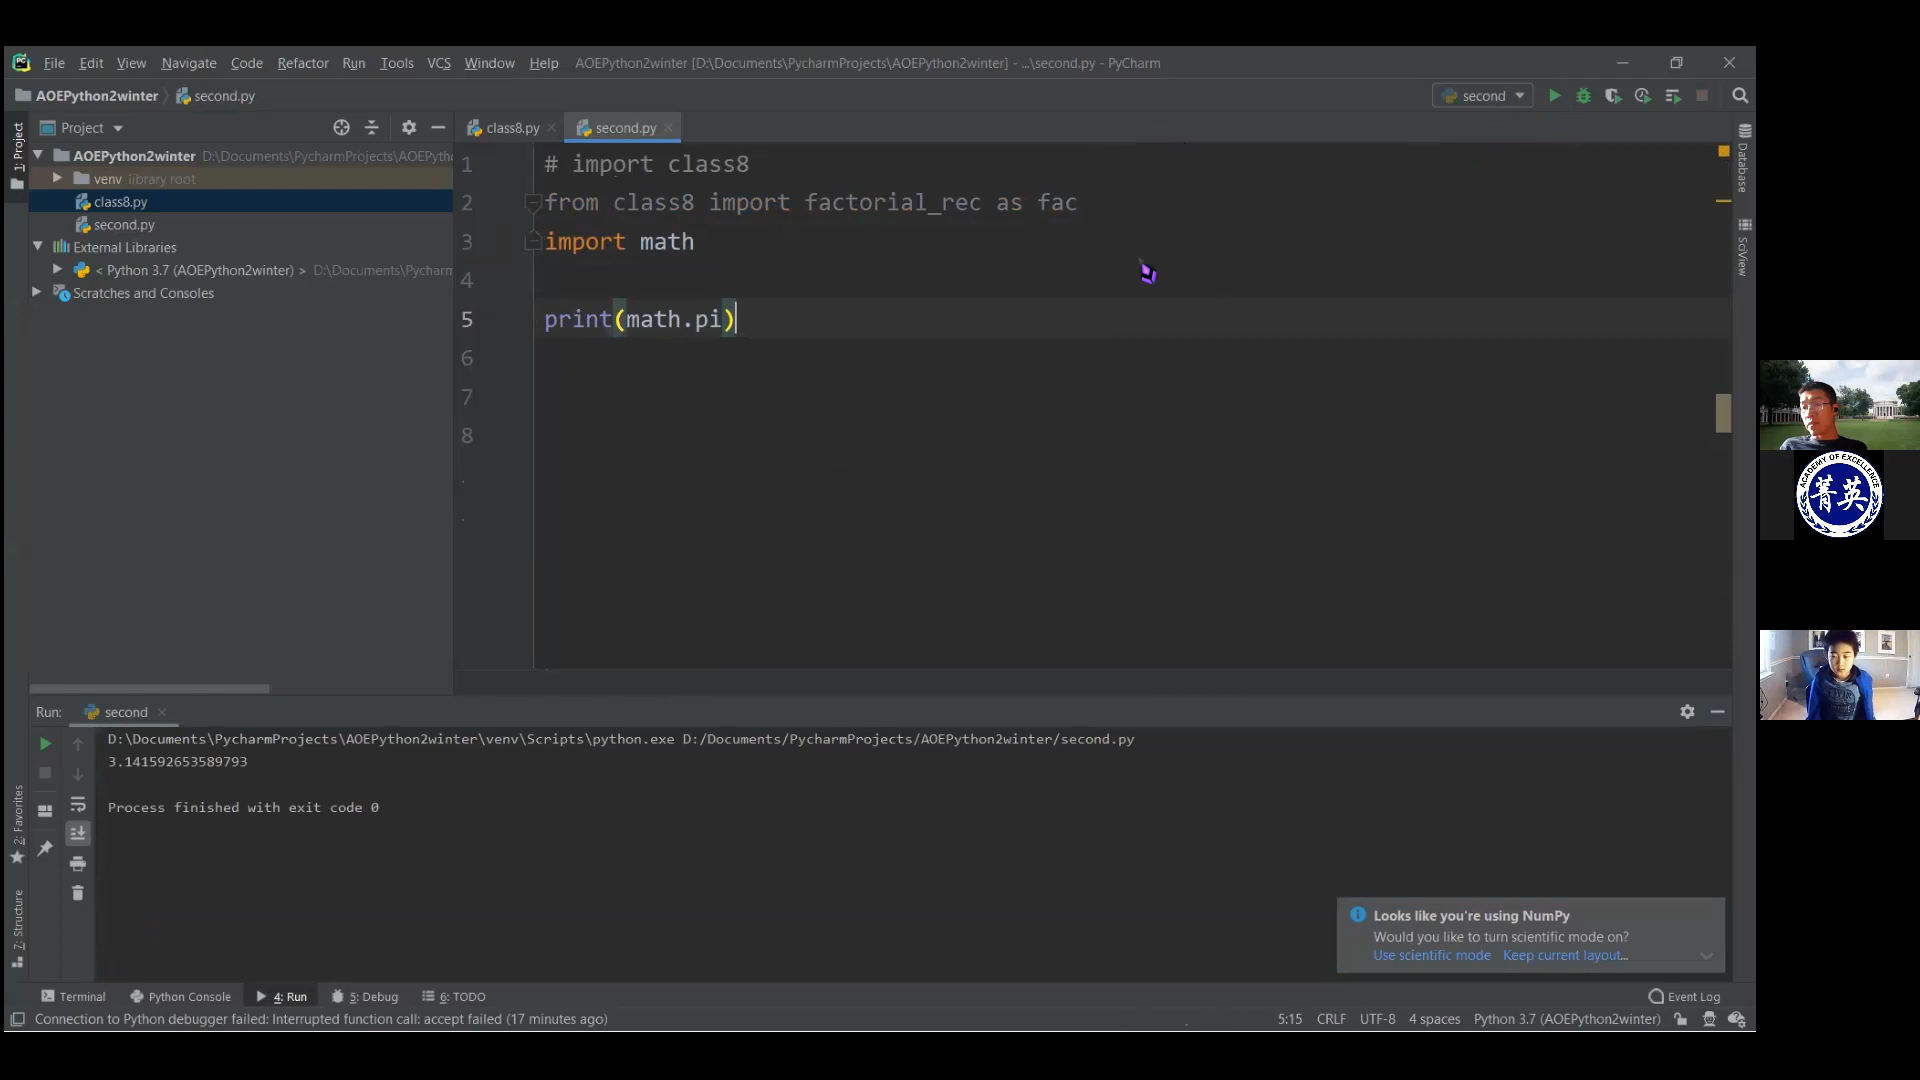 File Edit View Navigate Code Refactor Run Tools VCS Window Help AOEPython2winter [D:\Documents\PycharmProjects\AOEPython2winter] - ...\second.py - PyCharm
AOEPython2winter second.py
second
1: Project
Project
class8.py
second.py
AOEPython2winter D:\Documents\PycharmProjects\AOEPyth
venv library root
class8.py
second.py
External Libraries
< Python 3.7 (AOEPython2winter) > D:\Documents\Pycharm
Scratches and Consoles
1 # import class8
2 from class8 import factorial_rec as fac
3 import math
4
5 print(math.pi)
6
7
8
Database
SciView
ACADEMY OF EXCELLENCE
菁英
Run: second
D:\Documents\PycharmProjects\AOEPython2winter\venv\Scripts\python.exe D:/Documents/PycharmProjects/AOEPython2winter/second.py
3.141592653589793
Process finished with exit code 0
2: Favorites
7: Structure
Looks like you're using NumPy
Would you like to turn scientific mode on?
Use scientific mode Keep current layout...
Terminal Python Console 4: Run 5: Debug 6: TODO Event Log
Connection to Python debugger failed: Interrupted function call: accept failed (17 minutes ago) 5:15 CRLF UTF-8 4 spaces Python 3.7 (AOEPython2winter)